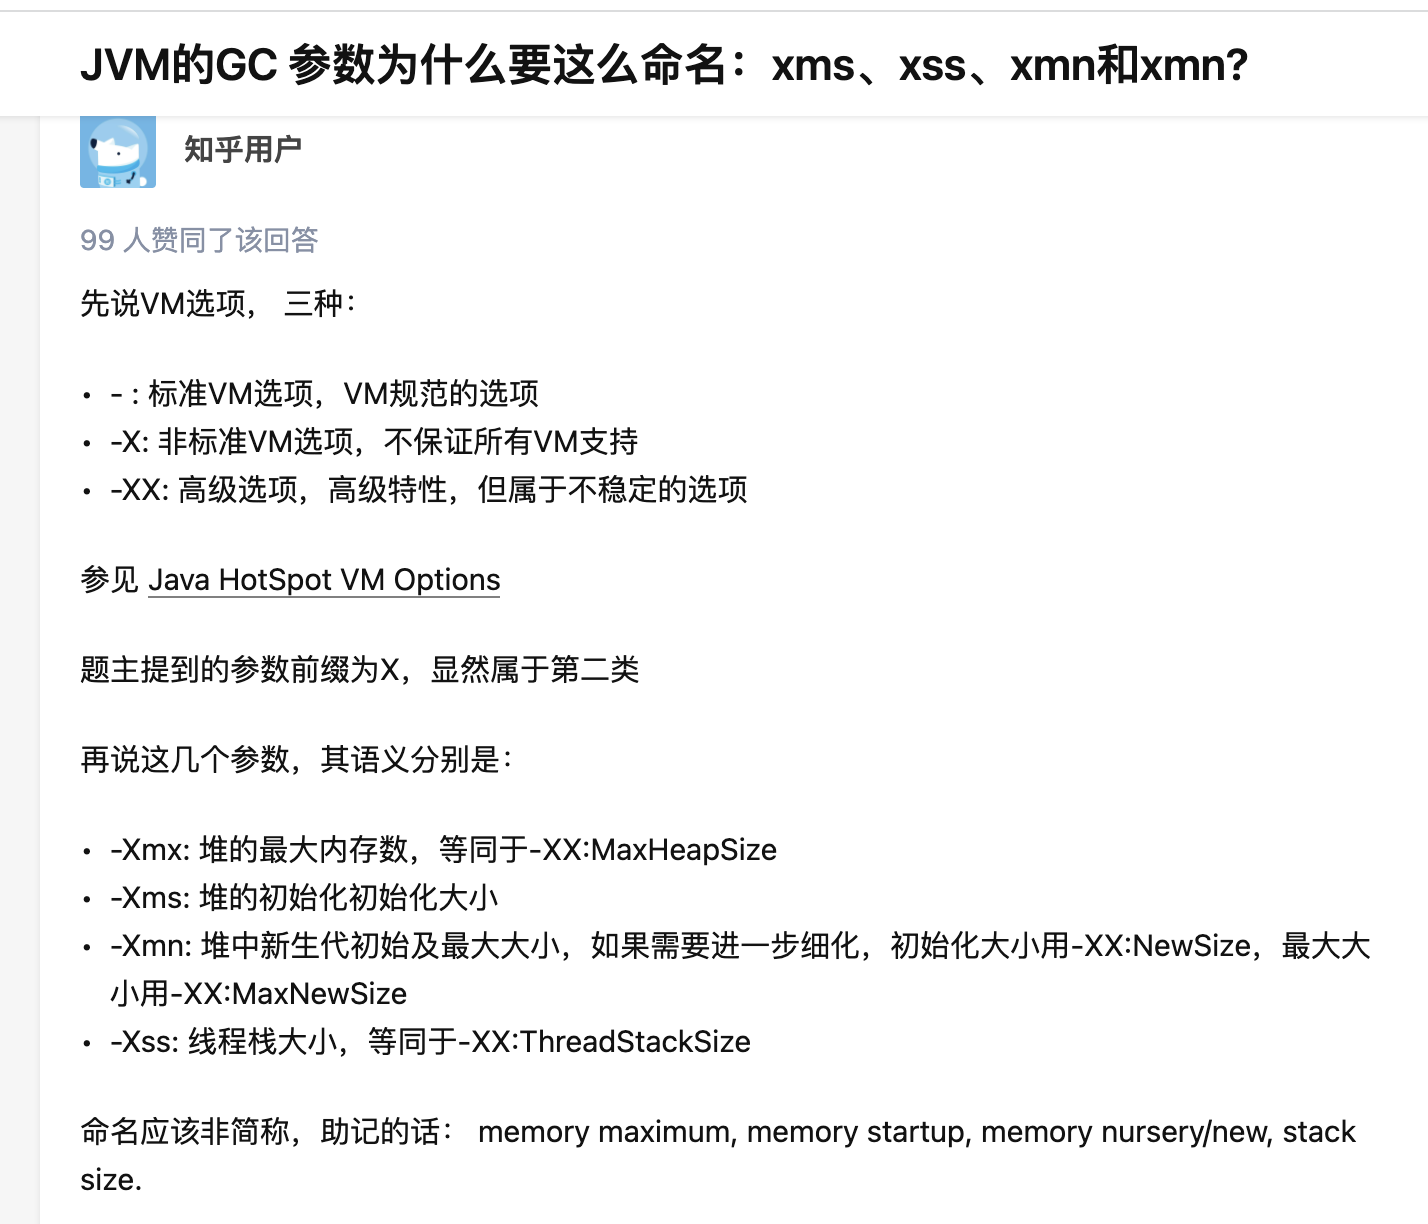 JVM的GC 参数为什么要这么命名：xms、xss、xmn和xmn?
知乎用户
99 人赞同了该回答
先说VM选项， 三种：
• - : 标准VM选项，VM规范的选项
• -X: 非标准VM选项，不保证所有VM支持
• -XX: 高级选项，高级特性，但属于不稳定的选项
参见 Java HotSpot VM Options
题主提到的参数前缀为X，显然属于第二类
再说这几个参数，其语义分别是：
• -Xmx: 堆的最大内存数，等同于-XX:MaxHeapSize
• -Xms: 堆的初始化初始化大小
• -Xmn: 堆中新生代初始及最大大小，如果需要进一步细化，初始化大小用-XX:NewSize，最大大
小用-XX:MaxNewSize
• -Xss: 线程栈大小，等同于-XX:ThreadStackSize
命名应该非简称，助记的话： memory maximum, memory startup, memory nursery/new, stack
size.